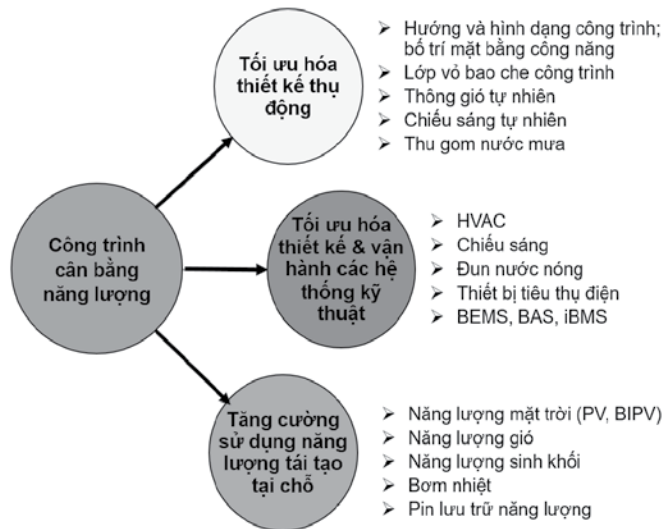 Công trình
cân bằng
năng lượng
Tối ưu hóa
thiết kế thụ
động
➢ Hướng và hình dạng công trình;
bố trí mặt bằng công năng
➢ Lớp vỏ bao che công trình
➢ Thông gió tự nhiên
➢ Chiếu sáng tự nhiên
➢ Thu gom nước mưa
Tối ưu hóa
thiết kế & vận
hành các hệ
thống kỹ
thuật
➢ HVAC
➢ Chiếu sáng
➢ Đun nước nóng
➢ Thiết bị tiêu thụ điện
➢ BEMS, BAS, iBMS
Tăng cường
sử dụng năng
lượng tái tạo
tại chỗ
➢ Năng lượng mặt trời (PV, BIPV)
➢ Năng lượng gió
➢ Năng lượng sinh khối
➢ Bơm nhiệt
➢ Pin lưu trữ năng lượng